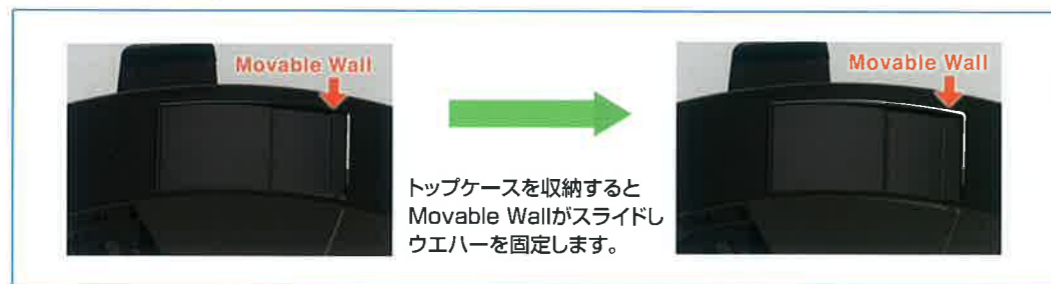 Movable Wall
Movable Wall
トップケースを収納すると
Movable Wallがスライドし
ウエハーを固定します。